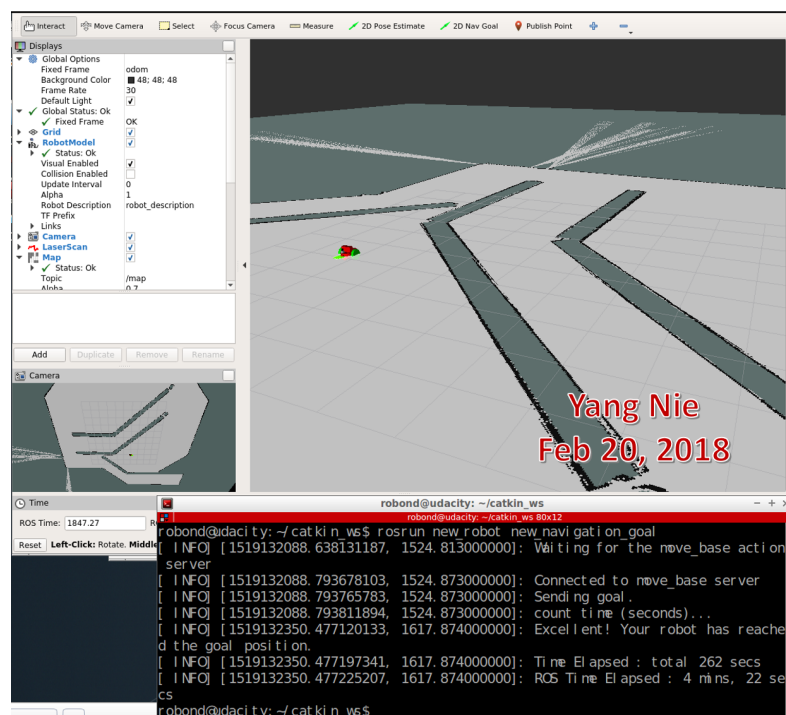 Interact Move Camera Select Focus Camera Measure 2D Pose Estimate 2D Nav Goal Publish Point
Displays
Global Options
Fixed Frame odom
Background Color 48; 48; 48
Frame Rate 30
Default Light
Global Status: Ok
Fixed Frame OK
Grid
RobotModel
Status: Ok
Visual Enabled
Collision Enabled
Update Interval 0
Alpha 1
Robot Description robot_description
TF Prefix
Links
Camera
LaserScan
Map
Status: Ok
Topic /map
Alpha 0.7
Add Duplicate Remove Rename
Camera
Yang Nie
Feb 20, 2018
Time
ROS Time: 1847.27
Reset Left-Click: Rotate. Middle
robond@udacity: ~/catkin_ws
robond@udacity: ~/catkin_ws 80x12
robond@udacity:~/catkin_ws$ rosrun new_robot new_navigation_goal
[ INFO] [1519132088.638131187, 1524.813000000]: Waiting for the move_base action
server
[ INFO] [1519132088.793678103, 1524.873000000]: Connected to move_base server
[ INFO] [1519132088.793765783, 1524.873000000]: Sending goal.
[ INFO] [1519132088.793811894, 1524.873000000]: count time (seconds)...
[ INFO] [1519132350.477120133, 1617.874000000]: Excellent! Your robot has reache
d the goal position.
[ INFO] [1519132350.477197341, 1617.874000000]: Time Elapsed : total 262 secs
[ INFO] [1519132350.477225207, 1617.874000000]: ROS Time Elapsed : 4 mins, 22 se
cs
robond@udacity:~/catkin_ws$